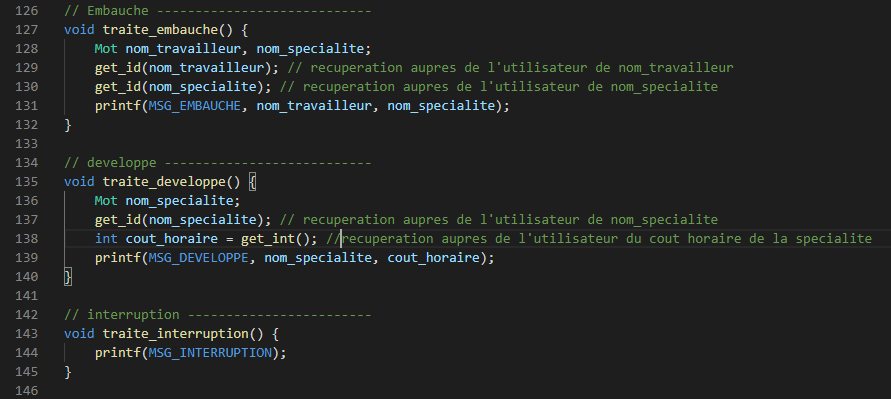 126 // Embauche ----------------------------
127 void traite_embauche() {
128     Mot nom_travailleur, nom_specialite;
129     get_id(nom_travailleur); // recuperation aupres de l'utilisateur de nom_travailleur
130     get_id(nom_specialite); // recuperation aupres de l'utilisateur de nom_specialite
131     printf(MSG_EMBAUCHE, nom_travailleur, nom_specialite);
132 }
133
134 // developpe ---------------------------
135 void traite_developpe() {
136     Mot nom_specialite;
137     get_id(nom_specialite); // recuperation aupres de l'utilisateur de nom_specialite
138     int cout_horaire = get_int(); //recuperation aupres de l'utilisateur du cout horaire de la specialite
139     printf(MSG_DEVELOPPE, nom_specialite, cout_horaire);
140 }
141
142 // interruption ------------------------
143 void traite_interruption() {
144     printf(MSG_INTERRUPTION);
145 }
146